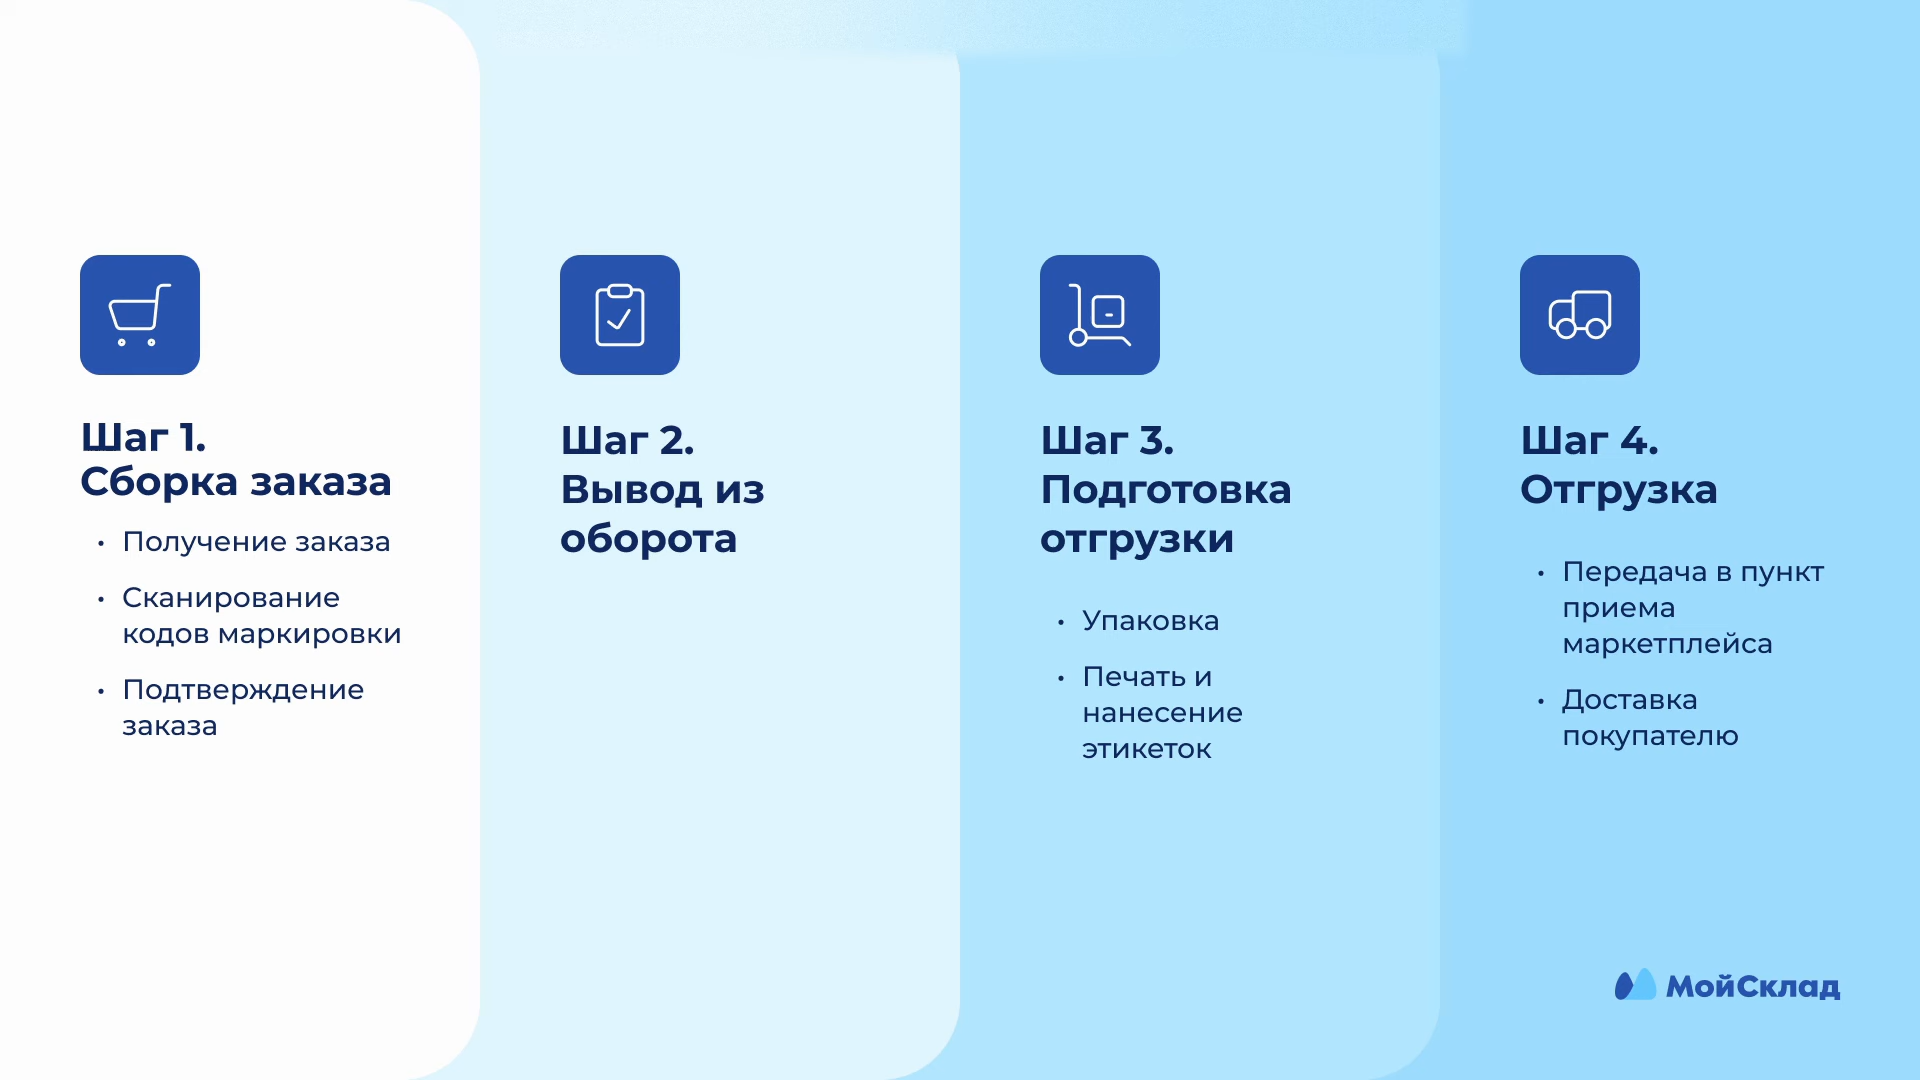 Шаг 1.
Сборка заказа
• Получение заказа
• Сканирование
кодов маркировки
• Подтверждение
заказа
Шаг 2.
Вывод из
оборота
Шаг 3.
Подготовка
отгрузки
• Упаковка
• Печать и
нанесение
этикеток
Шаг 4.
Отгрузка
• Передача в пункт
приема
маркетплейса
• Доставка
покупателю
МойСклад